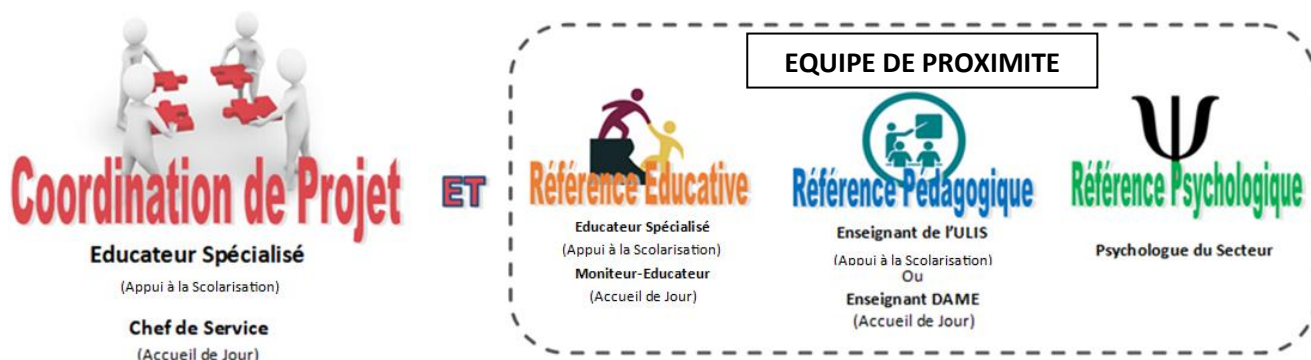 Coordination de Projet
Educateur Spécialisé
(Appui à la Scolarisation)
Chef de Service
(Accueil de Jour)
ET
EQUIPE DE PROXIMITE
Référence Educative
Educateur Spécialisé
(Appui à la Scolarisation)
Moniteur-Educateur
(Accueil de Jour)
Référence Pédagogique
Enseignant de l’ULIS
(Appui à la Scolarisation)
Ou
Enseignant DAME
(Accueil de Jour)
Référence Psychologique
Psychologue du Secteur